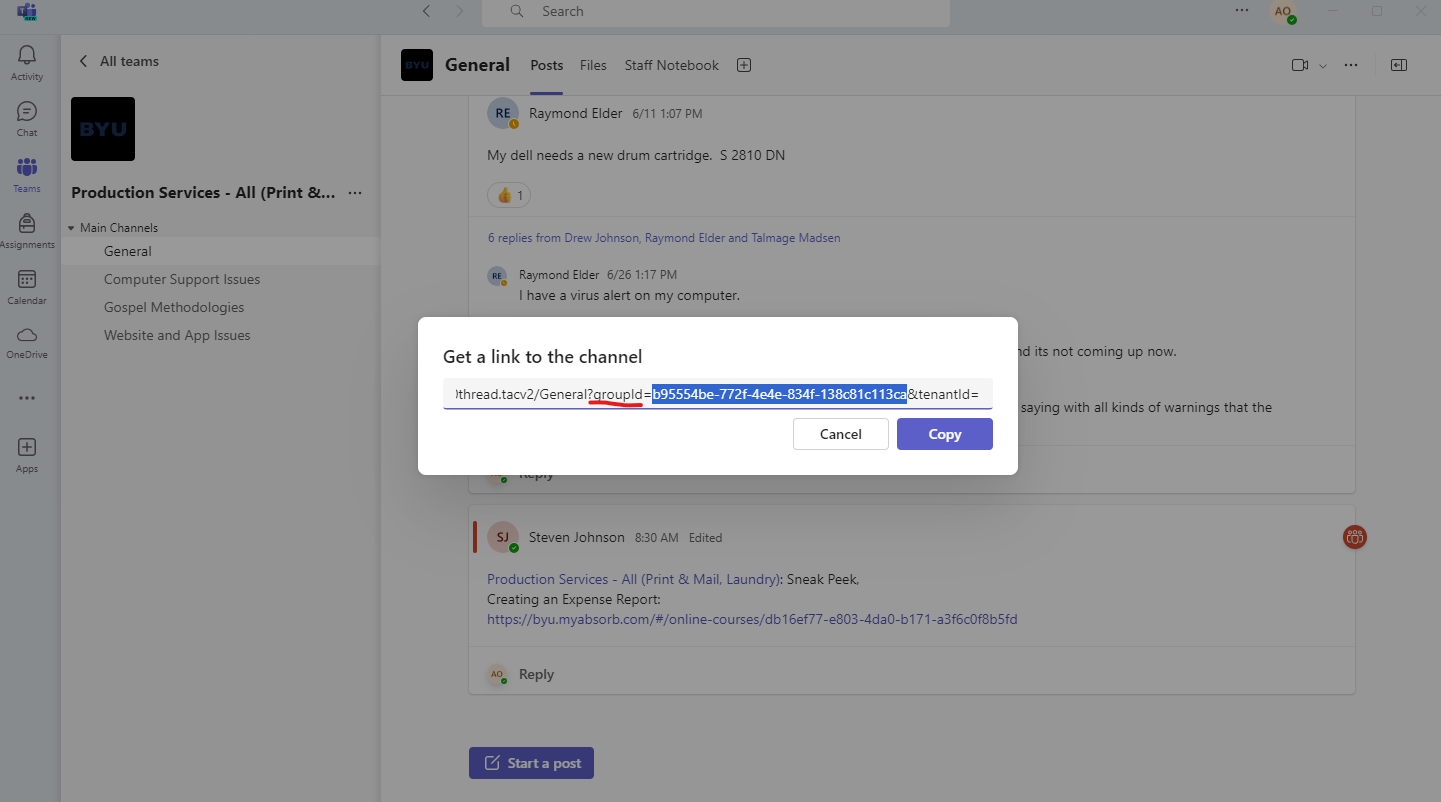 NEW
Search
AO
Activity
Chat
Teams
Assignments
Calendar
OneDrive
Apps
All teams
BYU
Production Services - All (Print &...
Main Channels
General
Computer Support Issues
Gospel Methodologies
Website and App Issues
BYU
General
Posts
Files
Staff Notebook
RE
Raymond Elder 6/11 1:07 PM
My dell needs a new drum cartridge. S 2810 DN
1
6 replies from Drew Johnson, Raymond Elder and Talmage Madsen
RE
Raymond Elder 6/26 1:17 PM
I have a virus alert on my computer.
nd its not coming up now.
saying with all kinds of warnings that the
Get a link to the channel
thread.tacv2/General?groupId=b95554be-772f-4e4e-834f-138c81c113ca&tenantId=
Cancel
Copy
Reply
SJ
Steven Johnson 8:30 AM Edited
Production Services - All (Print & Mail, Laundry): Sneak Peek,
Creating an Expense Report:
https://byu.myabsorb.com/#/online-courses/db16ef77-e803-4da0-b171-a3f6c0f8b5fd
AO
Reply
Start a post